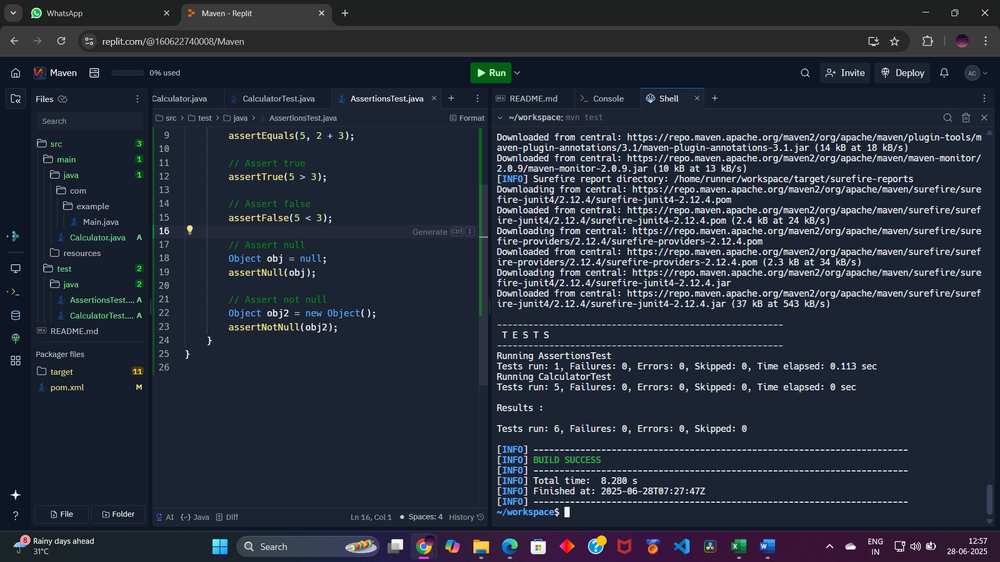 WhatsApp
Maven - Replit
replit.com/@160622740008/Maven
Maven
0% used
Run
Invite
Deploy
AC
Files
Search
src 3
main 1
java 1
com
example
Main.java
Calculator.java A
resources
test 2
java 2
AssertionsTest.... A
CalculatorTest.... A
README.md
Packager files
target 11
pom.xml M
File
Folder
Calculator.java
CalculatorTest.java
AssertionsTest.java
src > test > java > AssertionsTest.java
Format
9 assertEquals(5, 2 + 3);
10
11 // Assert true
12 assertTrue(5 > 3);
13
14 // Assert false
15 assertFalse(5 < 3);
16 Generate Ctrl I
17 // Assert null
18 Object obj = null;
19 assertNull(obj);
20
21 // Assert not null
22 Object obj2 = new Object();
23 assertNotNull(obj2);
24 }
25 }
26
AI
Java
Diff
Ln 16, Col 1
Spaces: 4
History
README.md
Console
Shell
~/workspace: mvn test
Downloaded from central: https://repo.maven.apache.org/maven2/org/apache/maven/plugin-tools/m
aven-plugin-annotations/3.1/maven-plugin-annotations-3.1.jar (14 kB at 18 kB/s)
Downloaded from central: https://repo.maven.apache.org/maven2/org/apache/maven/maven-monitor/
2.0.9/maven-monitor-2.0.9.jar (10 kB at 13 kB/s)
[INFO] Surefire report directory: /home/runner/workspace/target/surefire-reports
Downloading from central: https://repo.maven.apache.org/maven2/org/apache/maven/surefire/sure
fire-junit4/2.12.4/surefire-junit4-2.12.4.pom
Downloaded from central: https://repo.maven.apache.org/maven2/org/apache/maven/surefire/suref
ire-junit4/2.12.4/surefire-junit4-2.12.4.pom (2.4 kB at 24 kB/s)
Downloading from central: https://repo.maven.apache.org/maven2/org/apache/maven/surefire/sure
fire-providers/2.12.4/surefire-providers-2.12.4.pom
Downloaded from central: https://repo.maven.apache.org/maven2/org/apache/maven/surefire/suref
ire-providers/2.12.4/surefire-providers-2.12.4.pom (2.3 kB at 34 kB/s)
Downloading from central: https://repo.maven.apache.org/maven2/org/apache/maven/surefire/sure
fire-junit4/2.12.4/surefire-junit4-2.12.4.jar
Downloaded from central: https://repo.maven.apache.org/maven2/org/apache/maven/surefire/suref
ire-junit4/2.12.4/surefire-junit4-2.12.4.jar (37 kB at 543 kB/s)
-------------------------------------------------------
T E S T S
-------------------------------------------------------
Running AssertionsTest
Tests run: 1, Failures: 0, Errors: 0, Skipped: 0, Time elapsed: 0.113 sec
Running CalculatorTest
Tests run: 5, Failures: 0, Errors: 0, Skipped: 0, Time elapsed: 0 sec
Results :
Tests run: 6, Failures: 0, Errors: 0, Skipped: 0
[INFO] ------------------------------------------------------------------------
[INFO] BUILD SUCCESS
[INFO] ------------------------------------------------------------------------
[INFO] Total time: 8.280 s
[INFO] Finished at: 2025-06-28T07:27:47Z
[INFO] ------------------------------------------------------------------------
~/workspace$
8
Rainy days ahead
31°C
Search
ENG
IN
12:57
28-06-2025